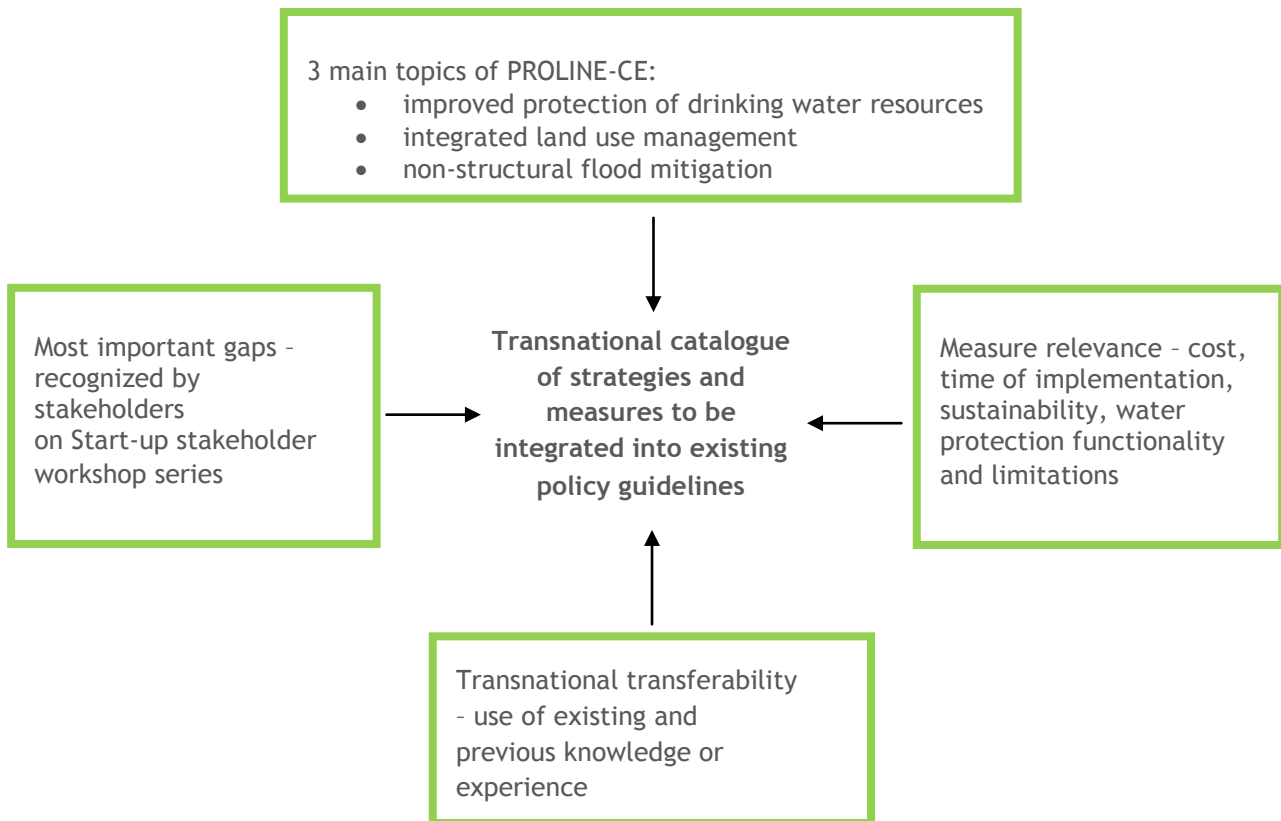 3 main topics of PROLINE-CE:
• improved protection of drinking water resources
• integrated land use management
• non-structural flood mitigation
Most important gaps –
recognized by
stakeholders
on Start-up stakeholder
workshop series
Transnational catalogue
of strategies and
measures to be
integrated into existing
policy guidelines
Measure relevance – cost,
time of implementation,
sustainability, water
protection functionality
and limitations
Transnational transferability
– use of existing and
previous knowledge or
experience